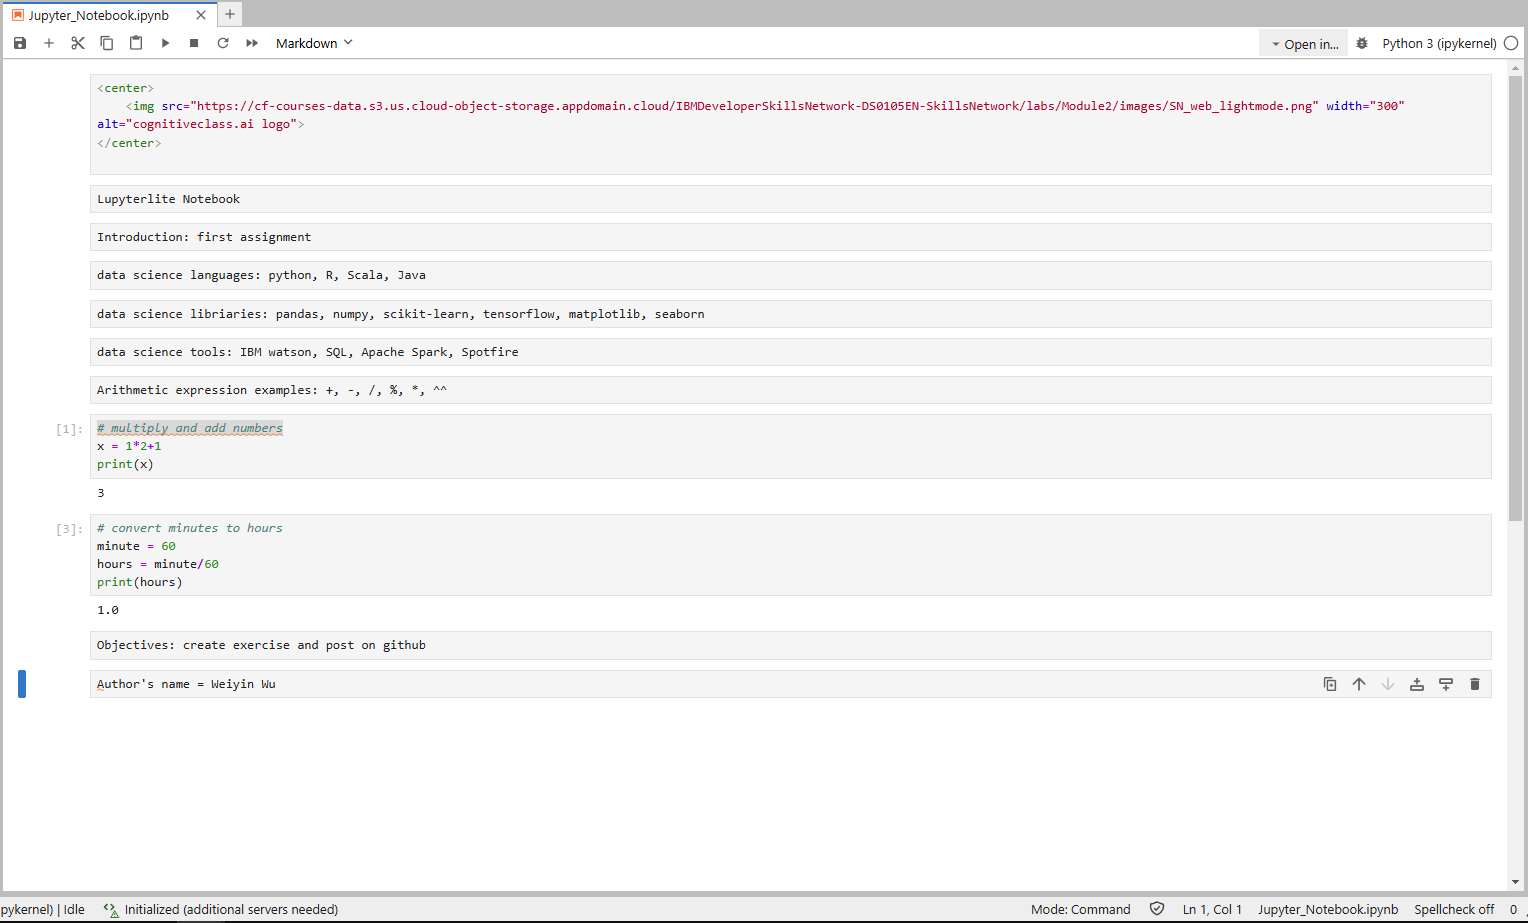 Jupyter_Notebook.ipynb
Markdown
Open in...
Python 3 (ipykernel)
<center>
<img src="https://cf-courses-data.s3.us.cloud-object-storage.appdomain.cloud/IBMDeveloperSkillsNetwork-DS0105EN-SkillsNetwork/labs/Module2/images/SN_web_lightmode.png" width="300"
alt="cognitiveclass.ai logo">
</center>
Lupyterlite Notebook
Introduction: first assignment
data science languages: python, R, Scala, Java
data science libriaries: pandas, numpy, scikit-learn, tensorflow, matplotlib, seaborn
data science tools: IBM watson, SQL, Apache Spark, Spotfire
Arithmetic expression examples: +, -, /, %, *, ^^
[1]: # multiply and add numbers
x = 1*2+1
print(x)
3
[3]: # convert minutes to hours
minute = 60
hours = minute/60
print(hours)
1.0
Objectives: create exercise and post on github
Author's name = Weiyin Wu
pykernel) | Idle Initialized (additional servers needed) Mode: Command Ln 1, Col 1 Jupyter_Notebook.ipynb Spellcheck off 0